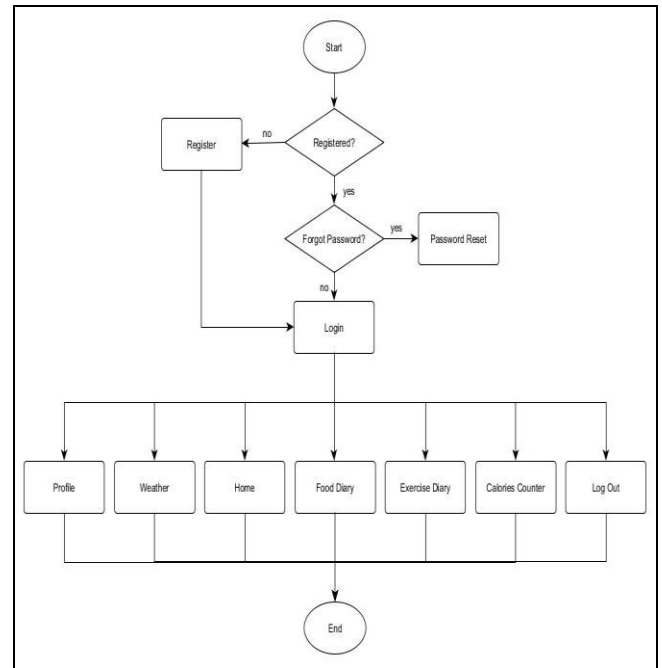 Start
no
Register
Registered?
yes
Forgot Password?
yes
Password Reset
no
Login
Profile
Weather
Home
Food Diary
Exercise Diary
Calories Counter
Log Out
End